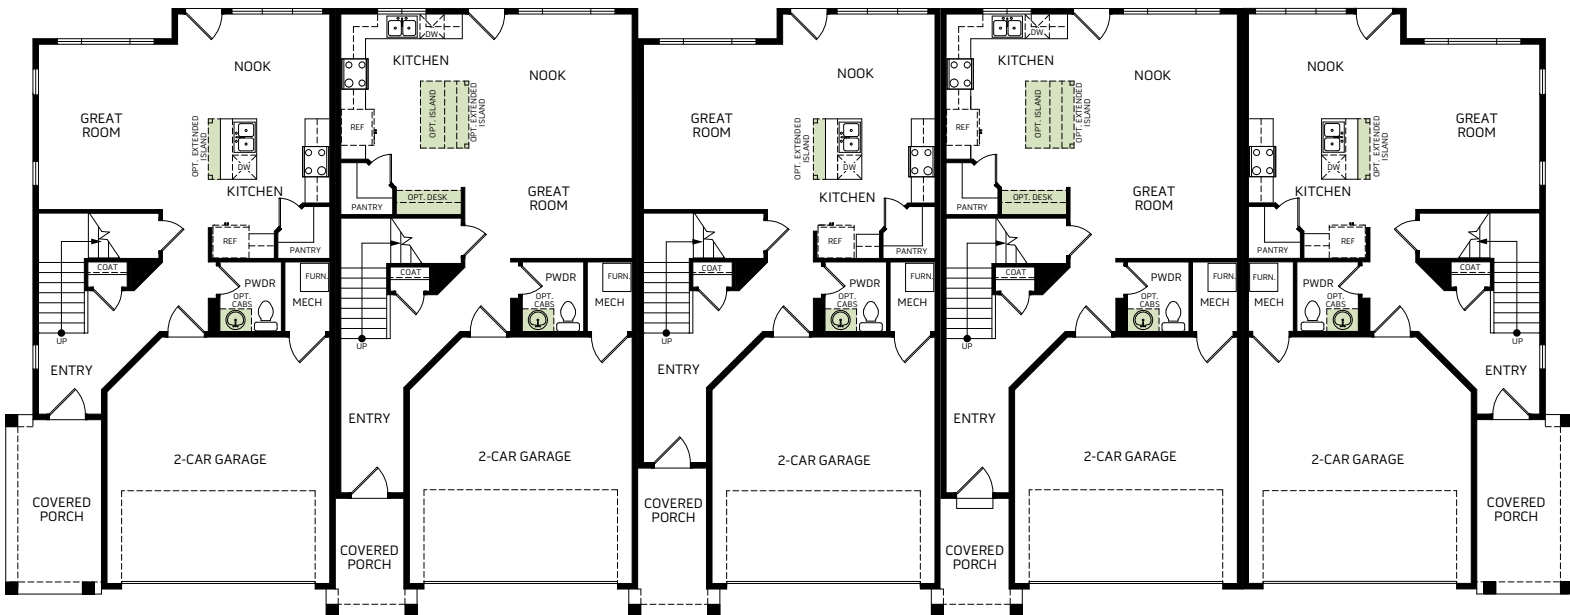 NOOK
GREAT
ROOM
OPT. EXTENDED
ISLAND
DW
KITCHEN
REF
PANTRY
COAT
PWDR
FURN.
OPT.
CABS
MECH
UP
ENTRY
2-CAR GARAGE
COVERED
PORCH
DW
KITCHEN
NOOK
OPT. ISLAND
OPT. EXTENDED
ISLAND
REF
PANTRY
OPT. DESK
GREAT
ROOM
COAT
PWDR
FURN.
OPT.
CABS
MECH
UP
ENTRY
2-CAR GARAGE
COVERED
PORCH
NOOK
GREAT
ROOM
OPT. EXTENDED
ISLAND
DW
KITCHEN
REF
PANTRY
COAT
PWDR
FURN.
OPT.
CABS
MECH
UP
ENTRY
2-CAR GARAGE
COVERED
PORCH
DW
KITCHEN
NOOK
OPT. ISLAND
OPT. EXTENDED
ISLAND
REF
PANTRY
OPT. DESK
GREAT
ROOM
COAT
PWDR
FURN.
OPT.
CABS
MECH
UP
ENTRY
2-CAR GARAGE
COVERED
PORCH
NOOK
GREAT
ROOM
OPT. EXTENDED
ISLAND
DW
KITCHEN
REF
PANTRY
COAT
FURN.
PWDR
OPT.
CABS
MECH
UP
ENTRY
2-CAR GARAGE
COVERED
PORCH